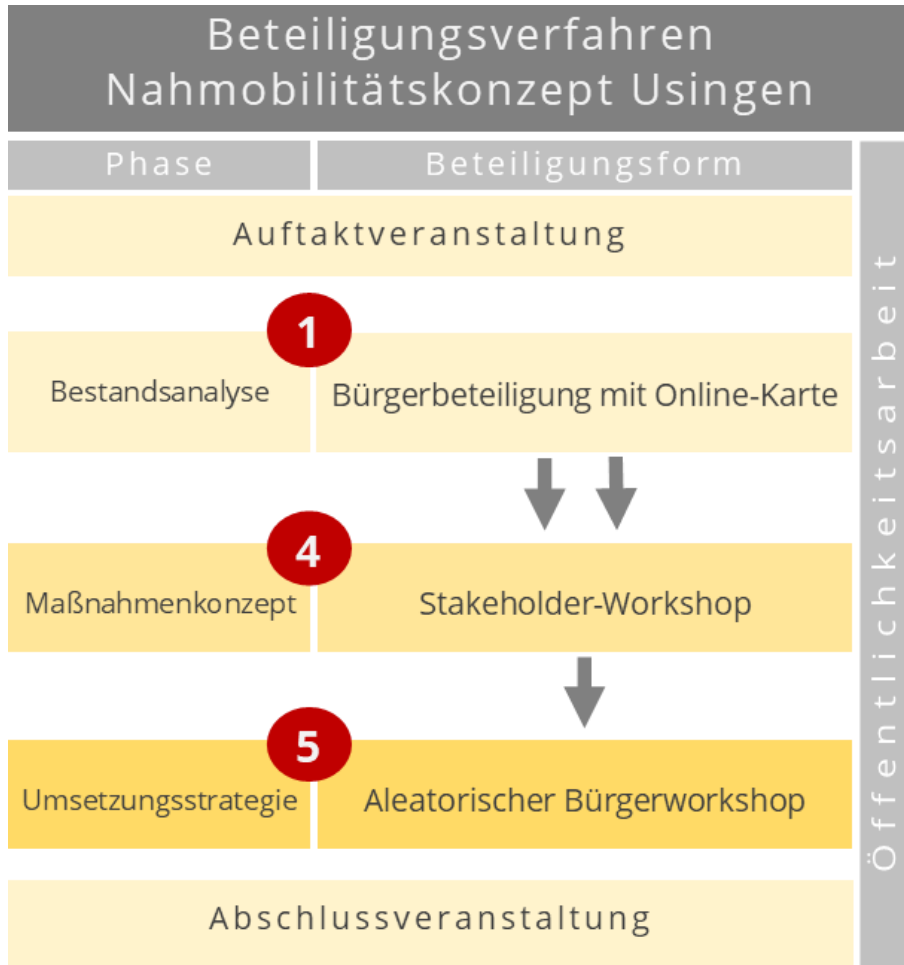 Beteiligungsverfahren
Nahmobilitätskonzept Usingen
Phase
Beteiligungsform
Auftaktveranstaltung
1
Bestandsanalyse
Bürgerbeteiligung mit Online-Karte
4
Maßnahmenkonzept
Stakeholder-Workshop
5
Umsetzungsstrategie
Aleatorischer Bürgerworkshop
Abschlussveranstaltung
Öffentlichkeitsarbeit